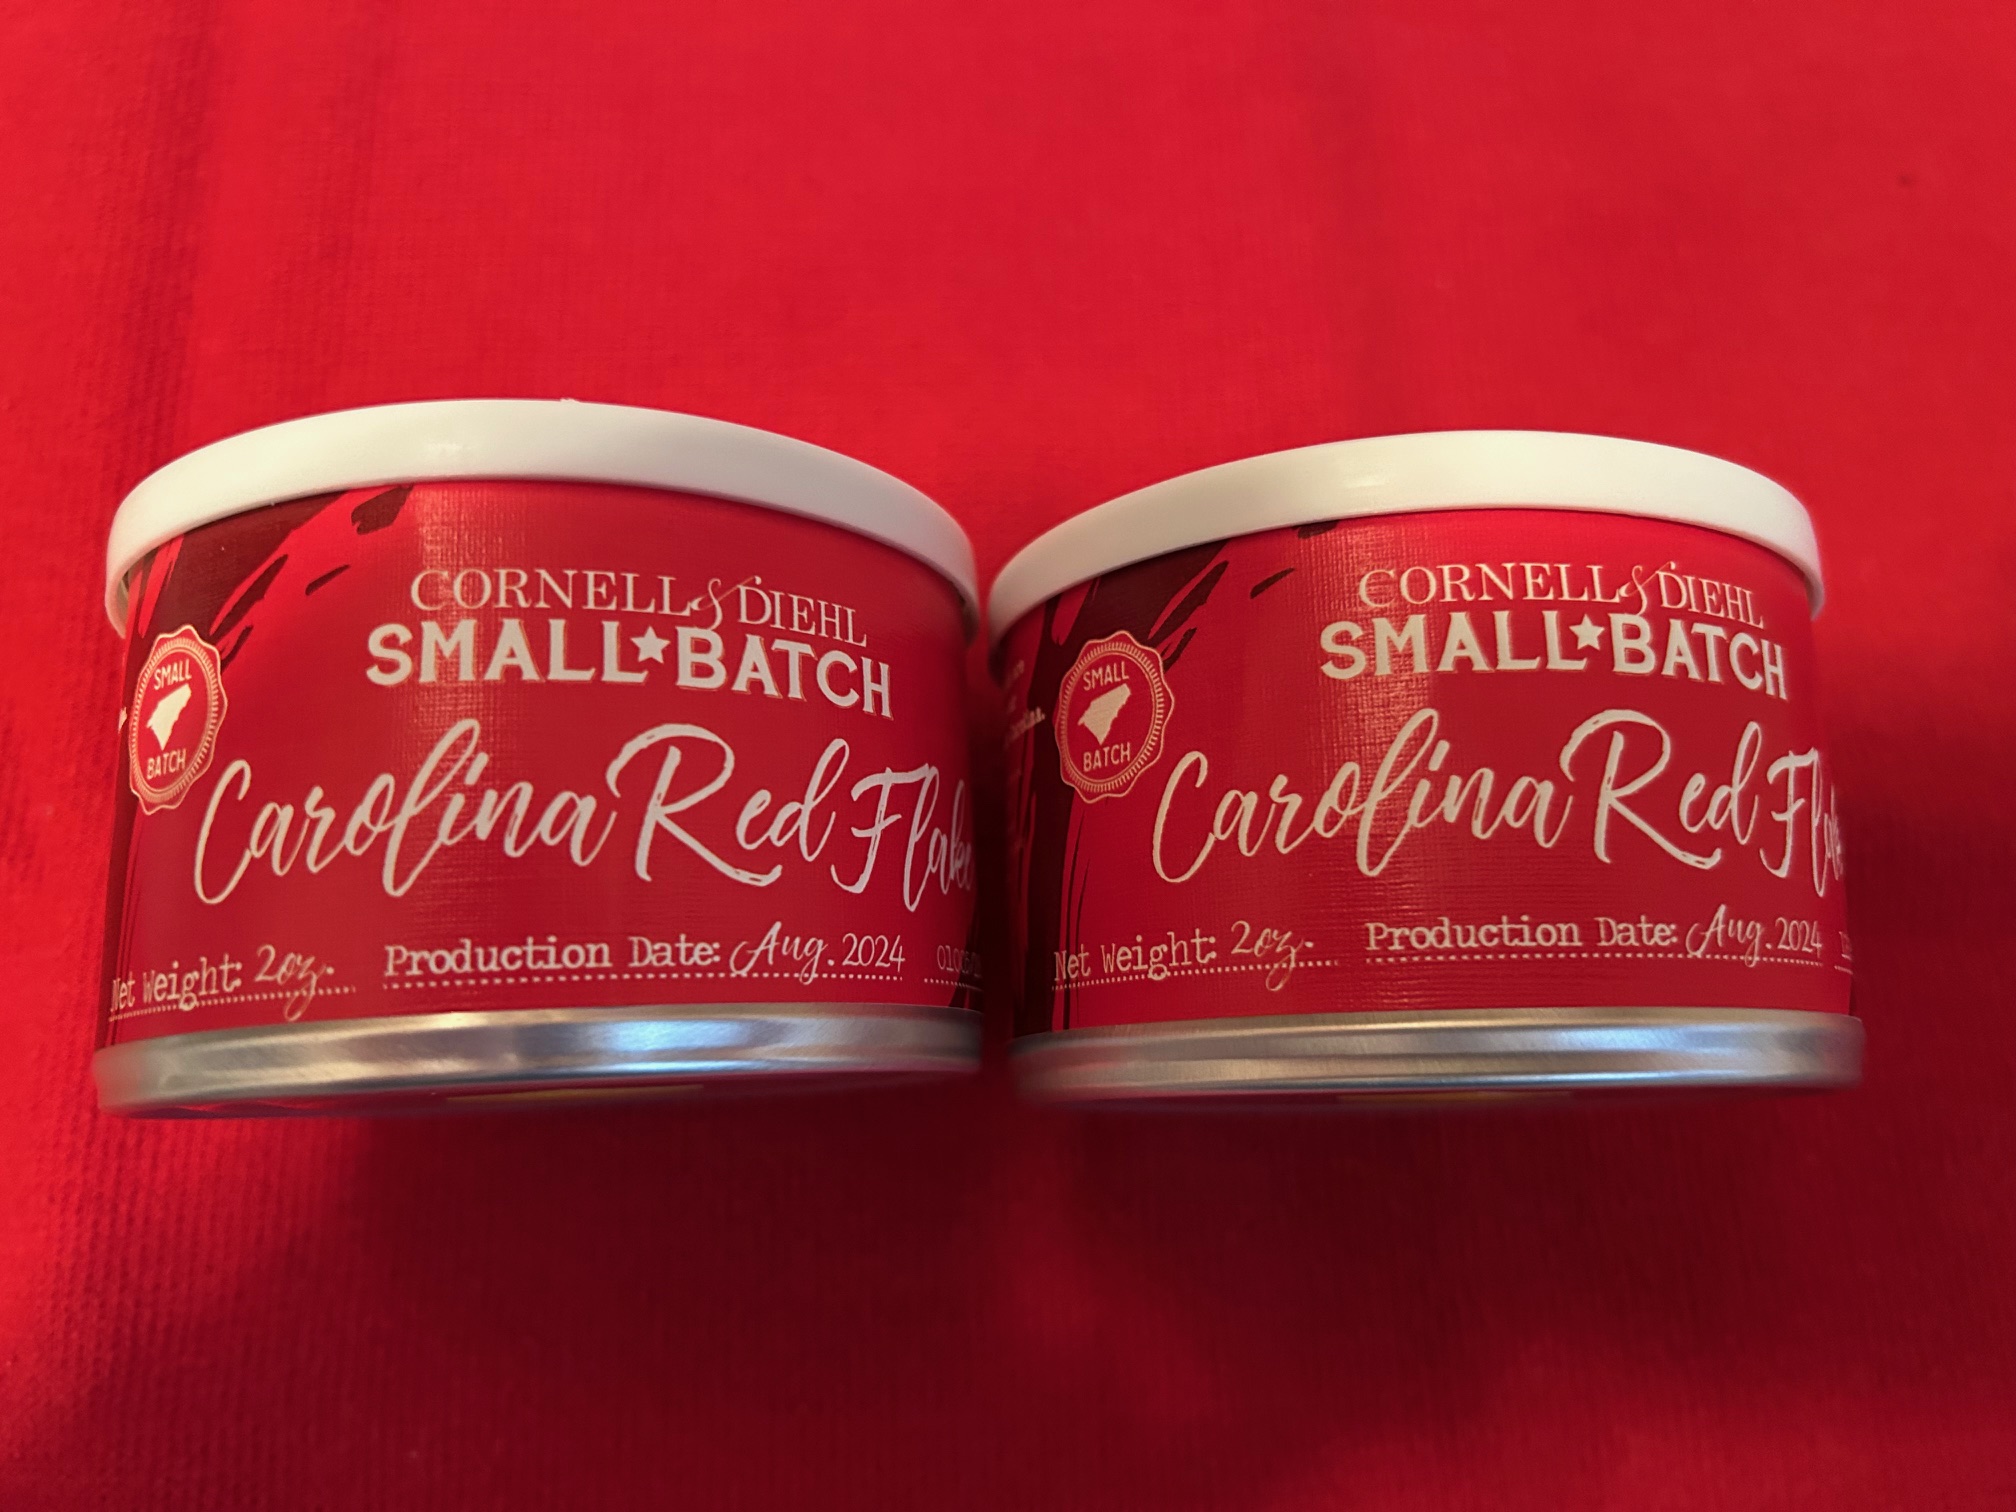 CORNELL & DIEHL
SMALL★BATCH
SMALL
BATCH
Carolina Red Flake
Net Weight: 2oz.
Production Date: Aug. 2024
CORNELL & DIEHL
SMALL★BATCH
SMALL
BATCH
Carolina Red Flake
Net Weight: 2oz.
Production Date: Aug. 2024